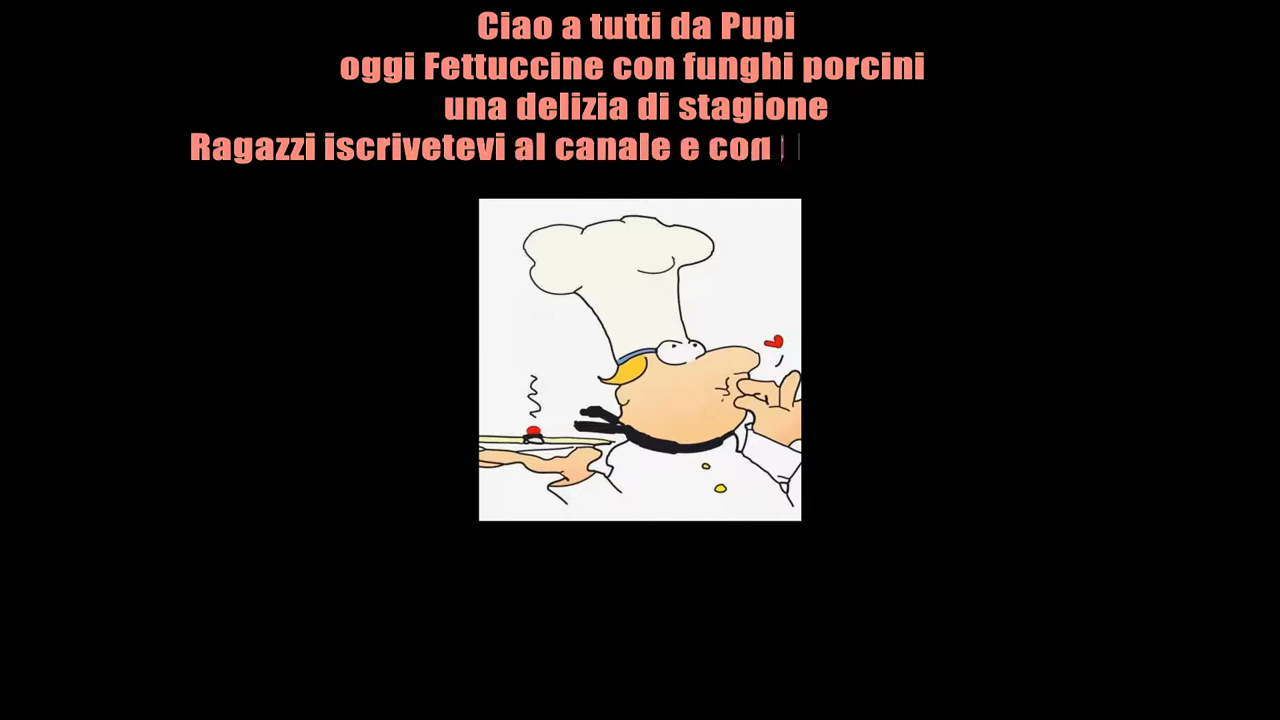 Ciao a tutti da Pupi
oggi Fettuccine con funghi porcini
una delizia di stagione
Ragazzi iscrivetevi al canale e